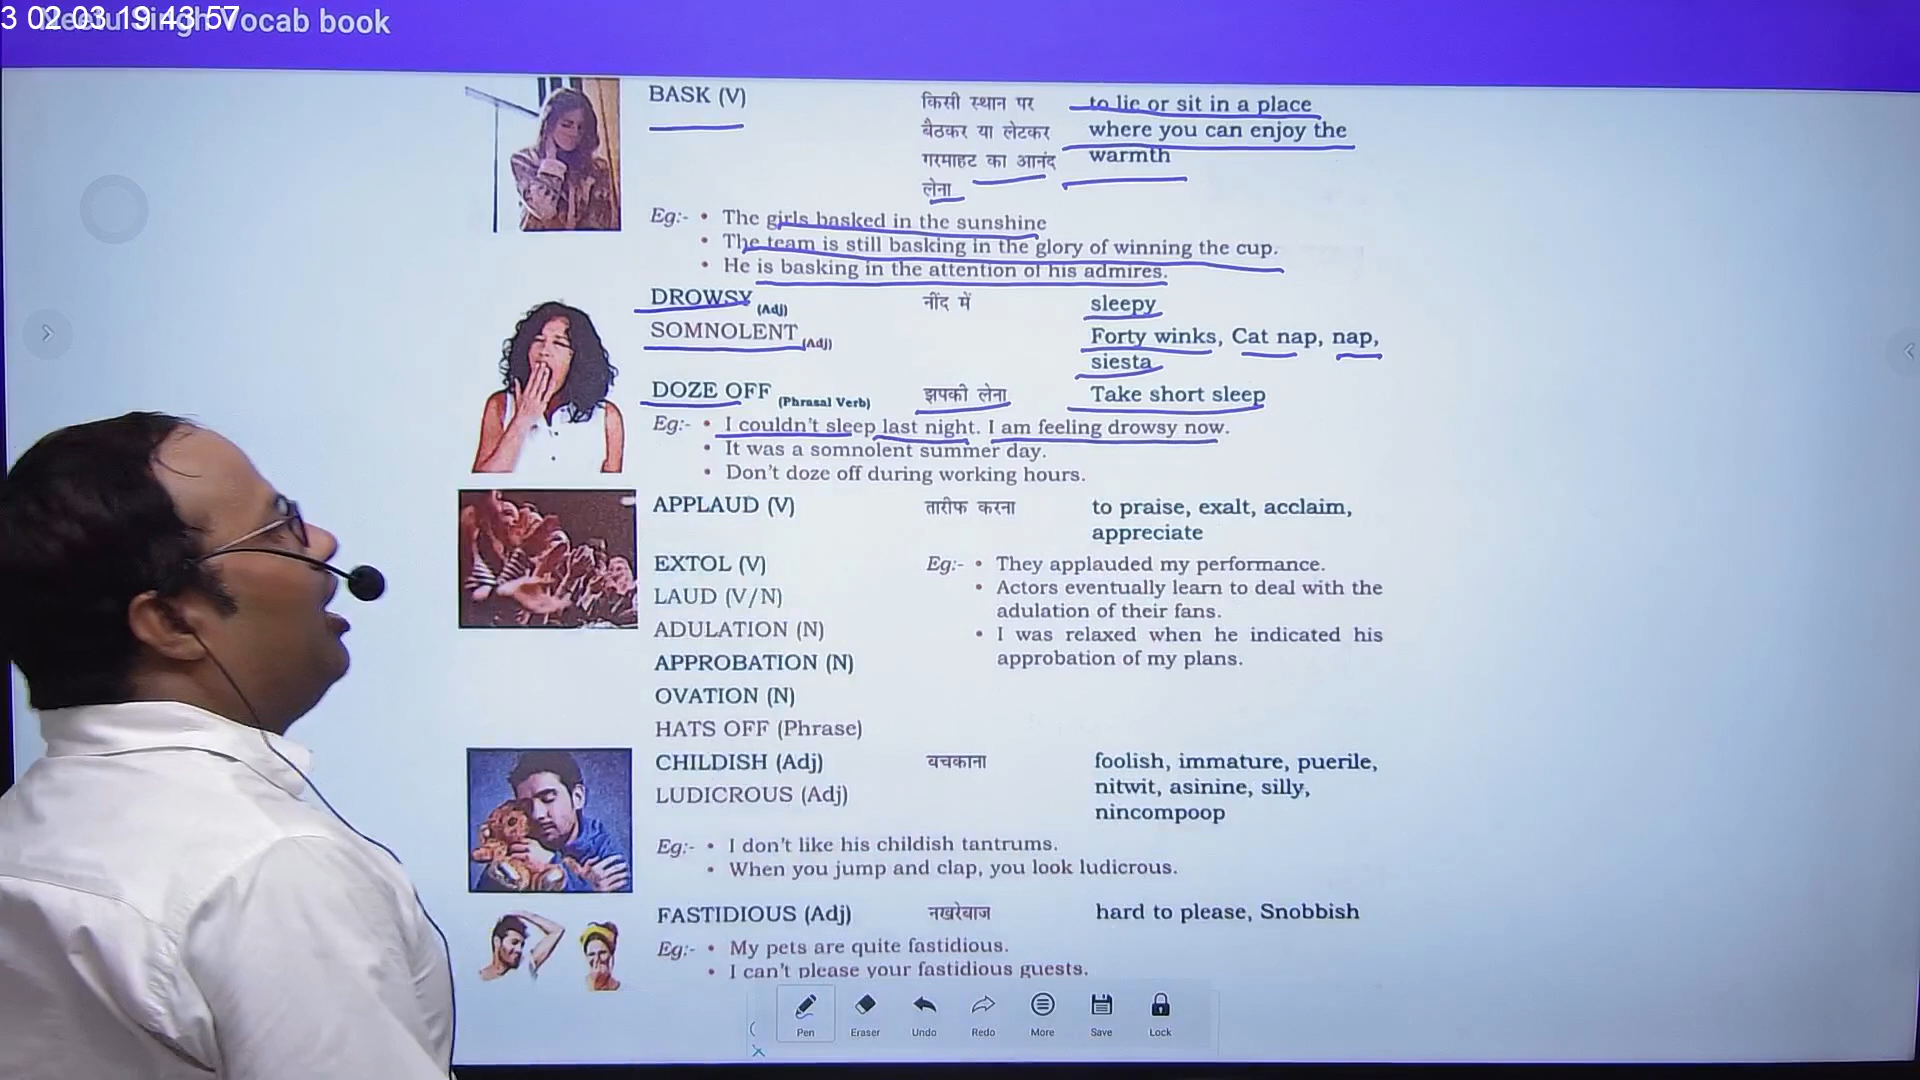 3 02 03 19:43:57
Neetu Singh Vocab book
BASK (V) किसी स्थान पर to lie or sit in a place
बैठकर या लेटकर where you can enjoy the
गरमाहट का आनंद warmth
लेना
Eg:- • The girls basked in the sunshine
• The team is still basking in the glory of winning the cup.
• He is basking in the attention of his admires.
DROWSY (Adj) नींद में sleepy
SOMNOLENT (Adj) Forty winks, Cat nap, nap,
siesta
DOZE OFF (Phrasal Verb) झपकी लेना Take short sleep
Eg:- • I couldn't sleep last night. I am feeling drowsy now.
• It was a somnolent summer day.
• Don't doze off during working hours.
APPLAUD (V) तारीफ करना to praise, exalt, acclaim,
appreciate
EXTOL (V) Eg:- • They applauded my performance.
LAUD (V/N) • Actors eventually learn to deal with the
adulation of their fans.
ADULATION (N) • I was relaxed when he indicated his
APPROBATION (N) approbation of my plans.
OVATION (N)
HATS OFF (Phrase)
CHILDISH (Adj) बचकाना foolish, immature, puerile,
LUDICROUS (Adj) nitwit, asinine, silly,
nincompoop
Eg:- • I don't like his childish tantrums.
• When you jump and clap, you look ludicrous.
FASTIDIOUS (Adj) नखरेबाज hard to please, Snobbish
Eg:- • My pets are quite fastidious.
• I can't please your fastidious guests.
Pen Eraser Undo Redo More Save Lock